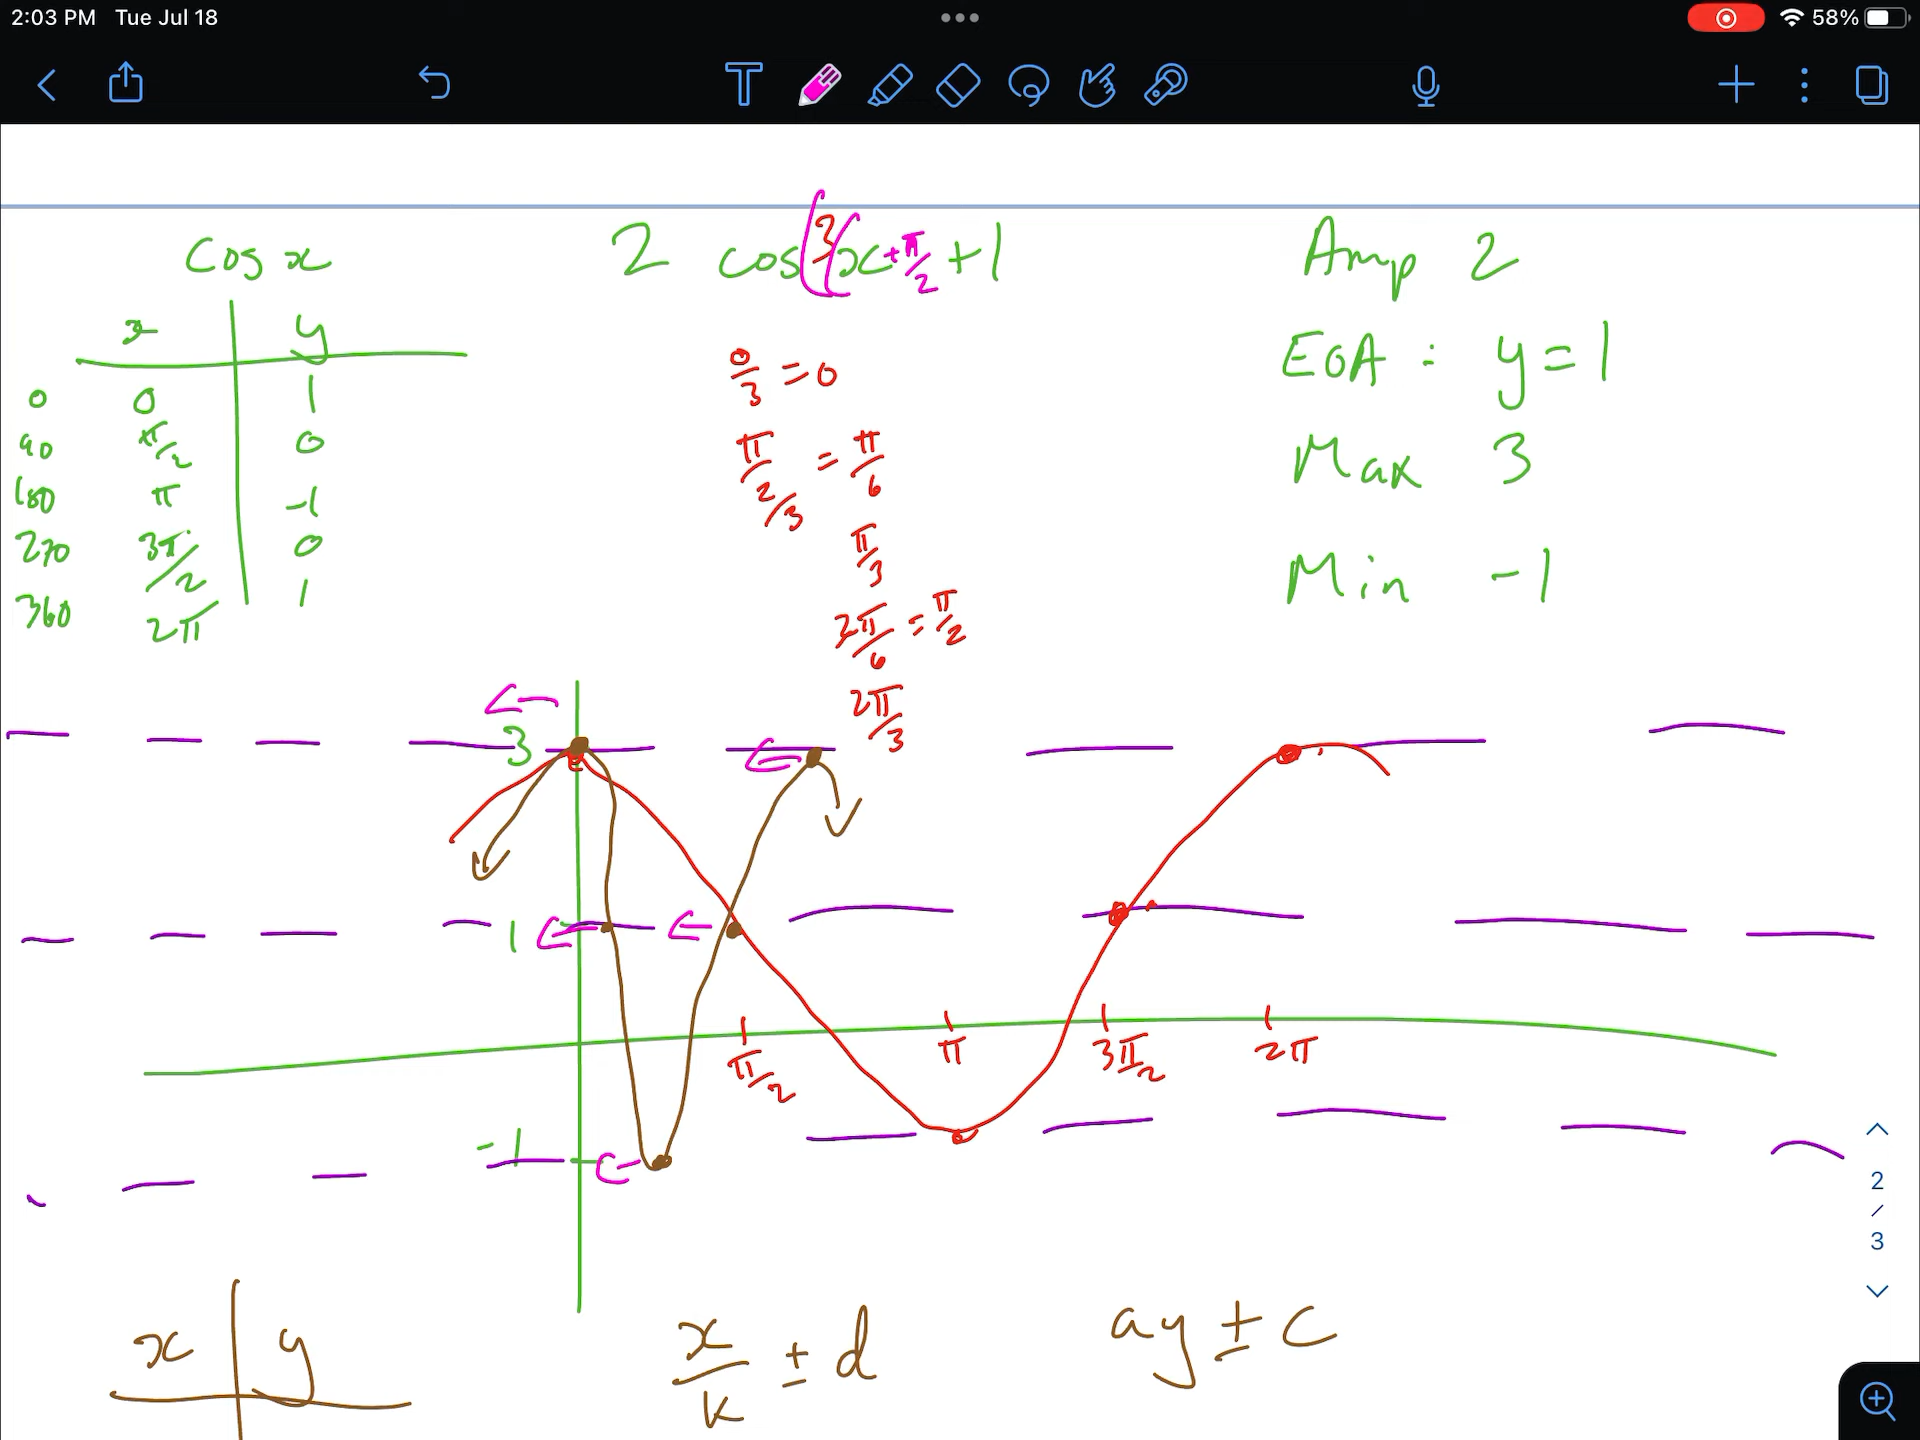 2:03 PM Tue Jul 18
58%
T
Cos x
2 cos(3(x+π/2 +1
Amp 2
x y
EOA : y=1
0 0 1
90 π/2 0
180 π -1
270 3π/2 0
360 2π 1
0/3 = 0
π/2/3 = π/6
π/3
3π/6 = π/2
2π/3
Max 3
Min -1
3
1
-1
π/2
π
3π/2
2π
2
/
3
x y
x/k ± d
ay ± c